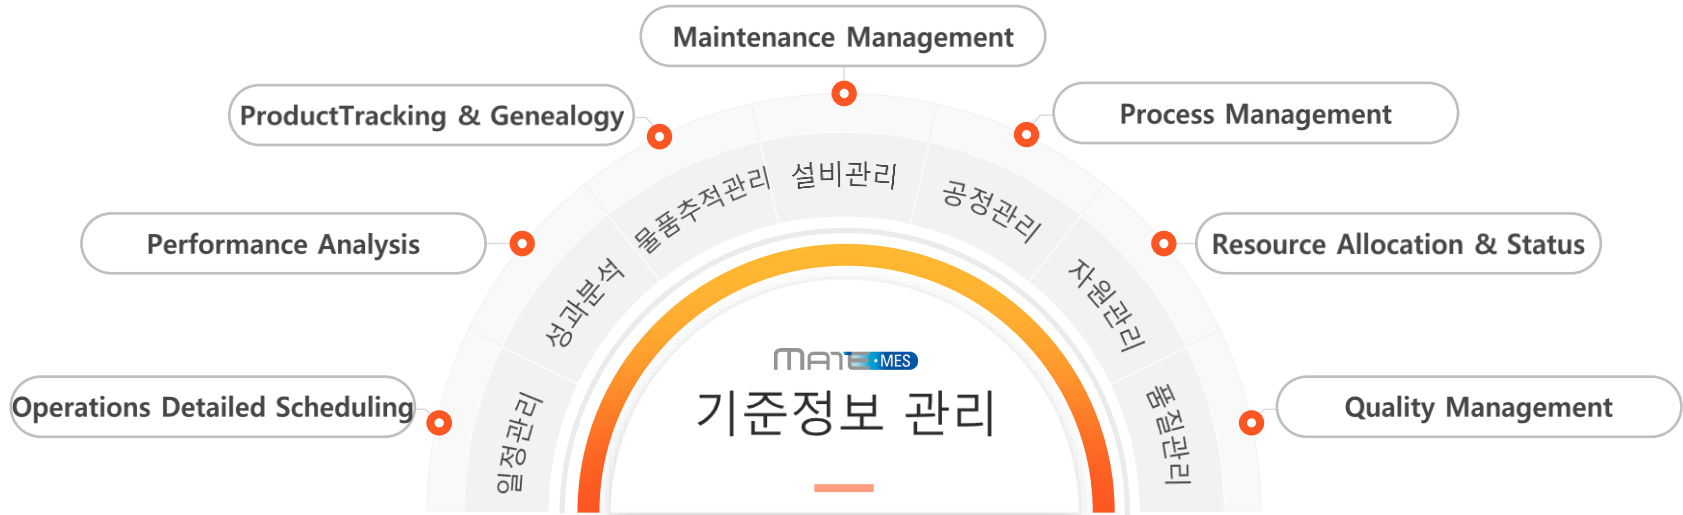 Maintenance Management
ProductTracking & Genealogy
Process Management
Performance Analysis
Resource Allocation & Status
Operations Detailed Scheduling
Quality Management
일정관리
성과분석
물품추적관리
설비관리
공정관리
자원관리
품질관리
MATE·MES
기준정보 관리